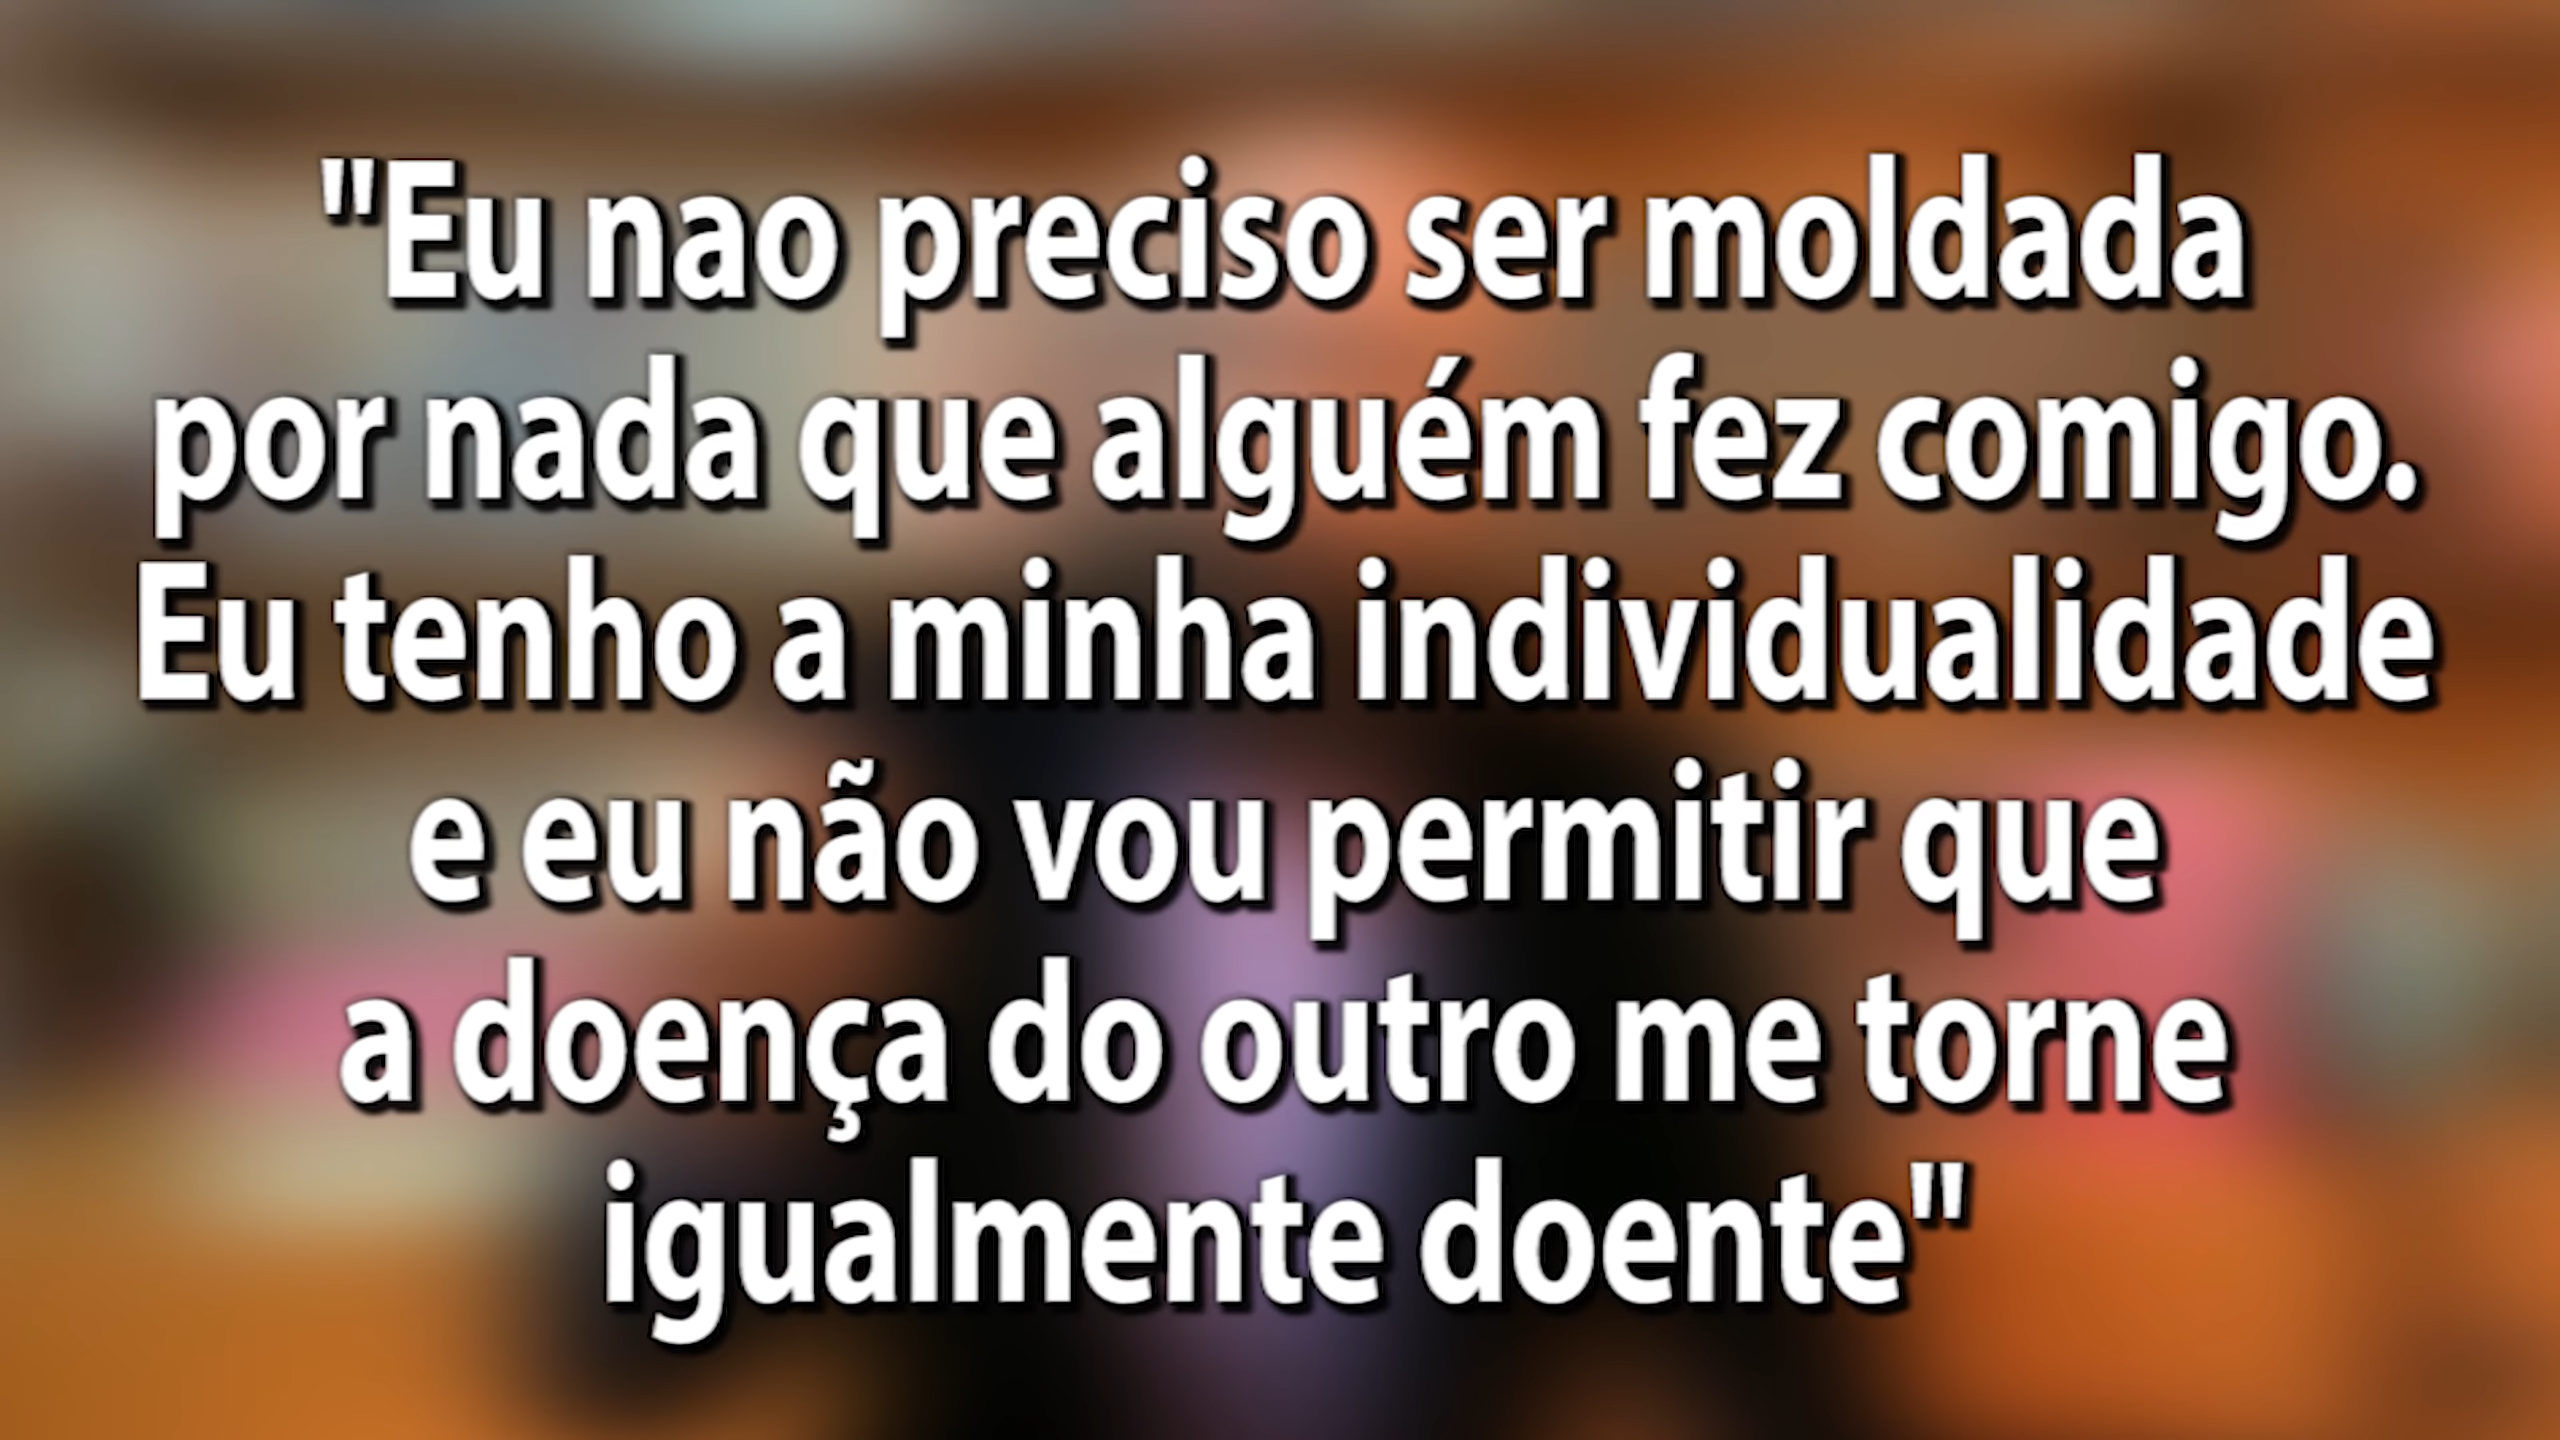 "Eu nao preciso ser moldada
por nada que alguém fez comigo.
Eu tenho a minha individualidade
e eu não vou permitir que
a doença do outro me torne
igualmente doente"